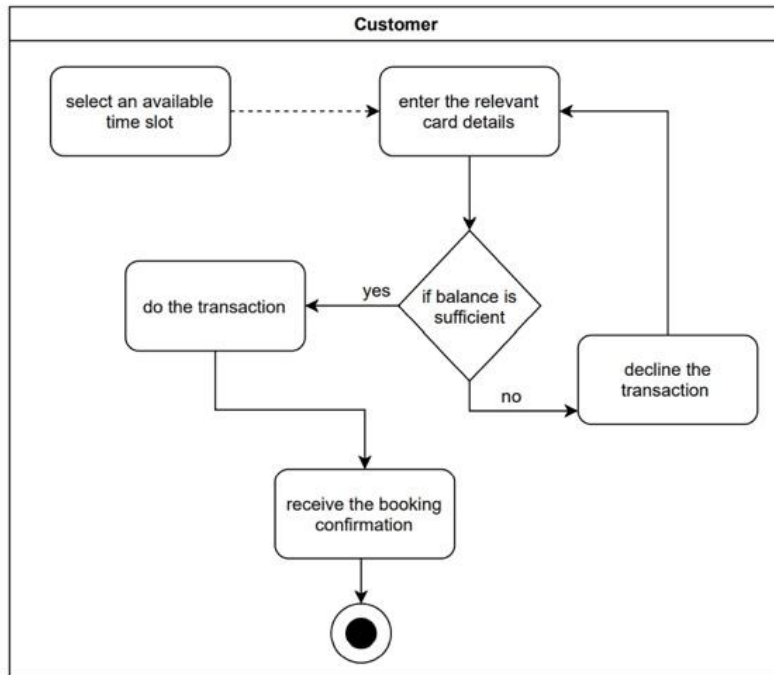 Customer
select an available
time slot
enter the relevant
card details
if balance is
sufficient
yes
do the transaction
no
decline the
transaction
receive the booking
confirmation